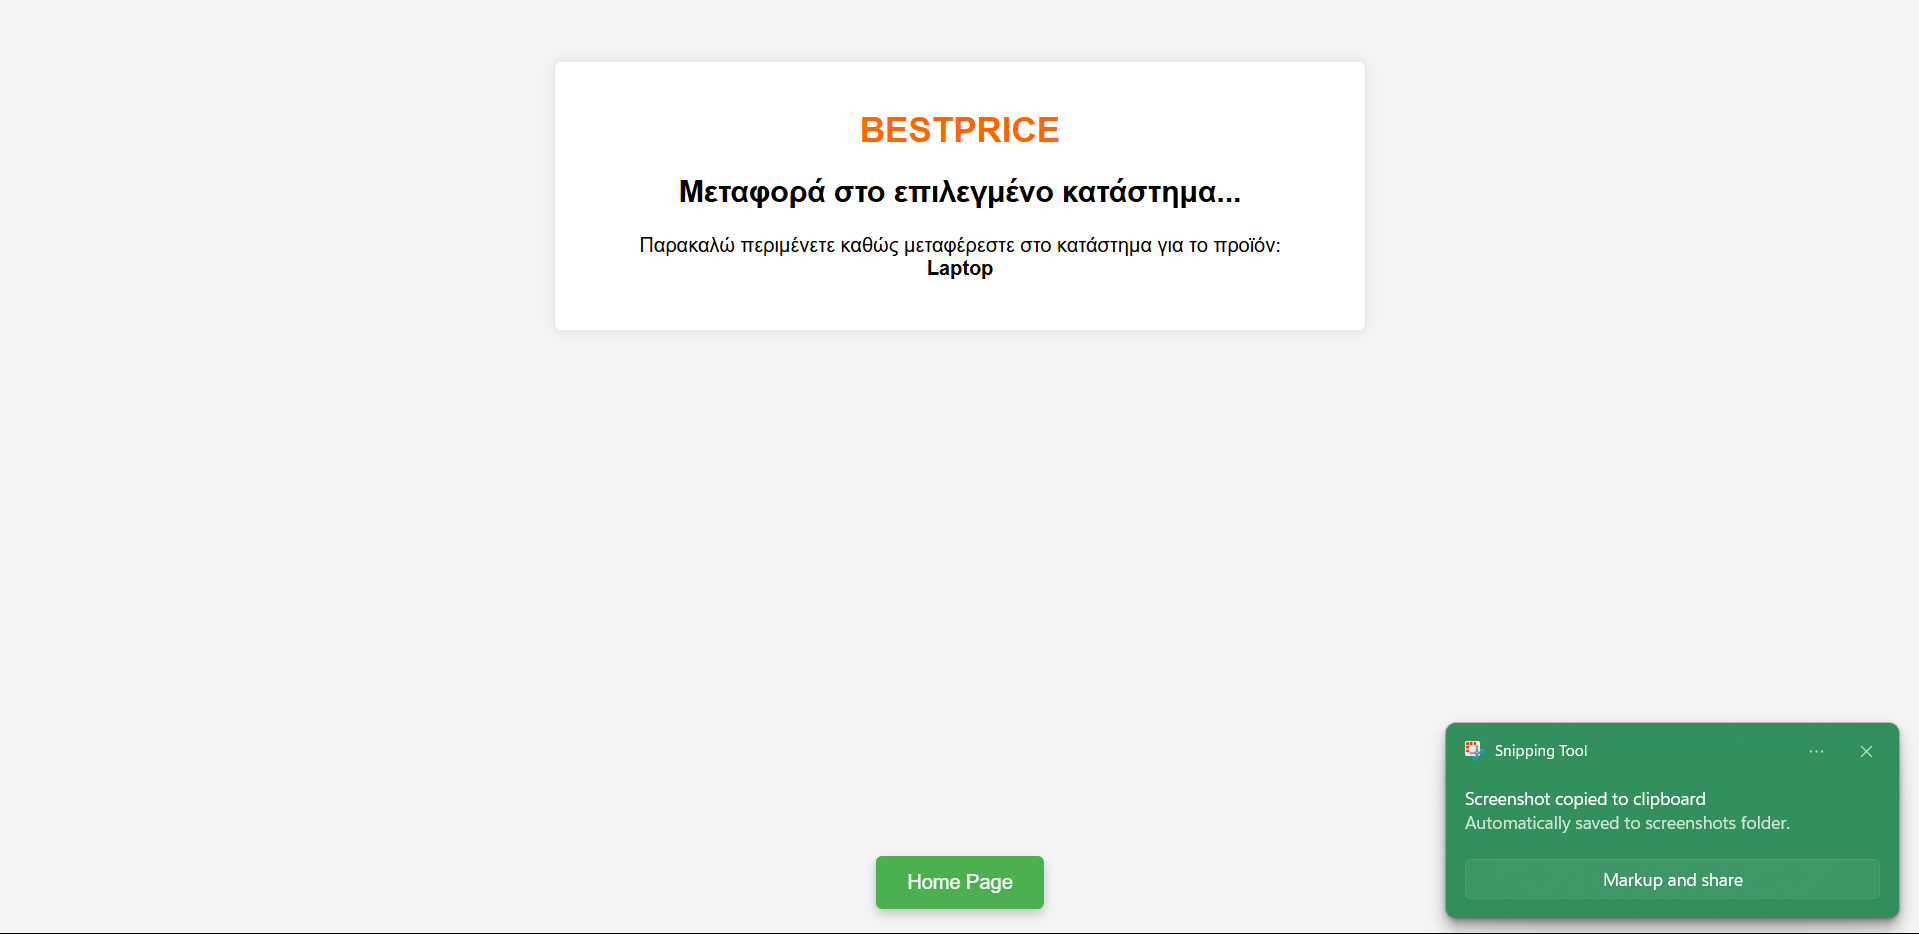 BESTPRICE
Μεταφορά στο επιλεγμένο κατάστημα...
Παρακαλώ περιμένετε καθώς μεταφέρεστε στο κατάστημα για το προϊόν:
Laptop
Snipping Tool
Screenshot copied to clipboard
Automatically saved to screenshots folder.
Markup and share
Home Page